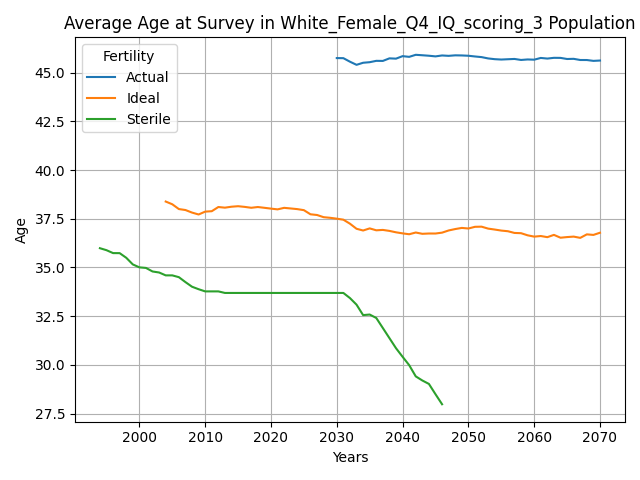 Average Age at Survey in White_Female_Q4_IQ_scoring_3 Population
Fertility
Actual
Ideal
Sterile
Age
45.0
42.5
40.0
37.5
35.0
32.5
30.0
27.5
2000 2010 2020 2030 2040 2050 2060 2070
Years